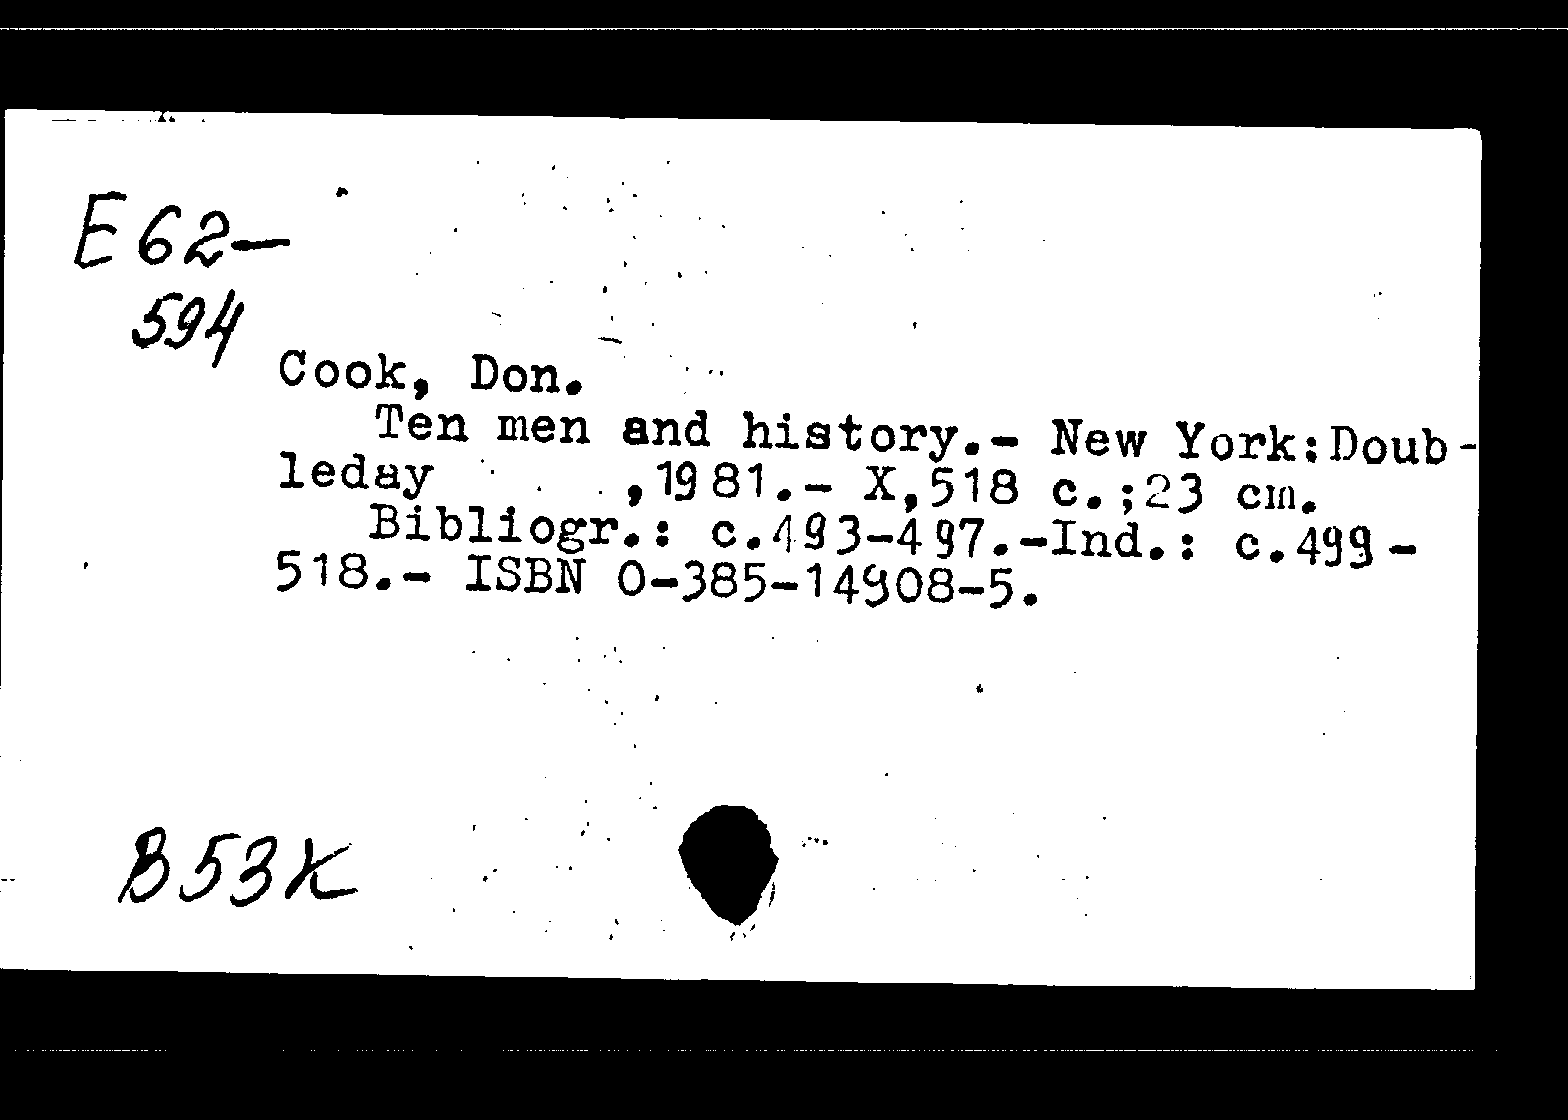 E62-
594
Cook, Don.
Ten men and history.- New York:Doub-
leday ,1981.- X,518 c.;23 cm.
Bibliogr.: c.493-497.-Ind.: c.499-
518.- ISBN 0-385-14908-5.
B53K